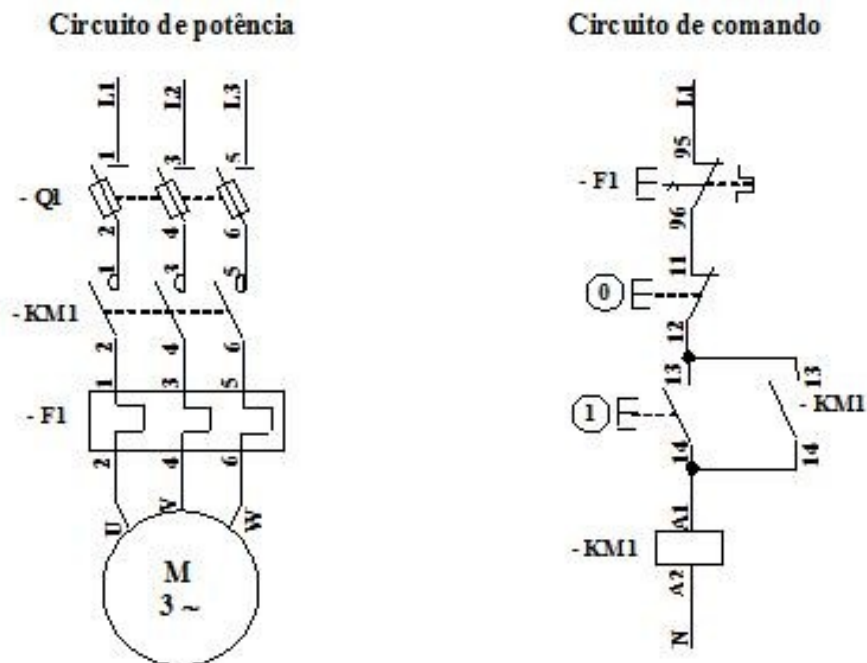 Circuito de potência
L1 L2 L3
1 3 5
- Q1
2 4 6
1 3 5
- KM1
2 4 6
1 3 5
- F1
2 4 6
U V W
M
3 ~
Circuito de comando
L1
95
- F1
96
11
0
12
13 13
- KM1
1
14 14
A1
- KM1
A2
N